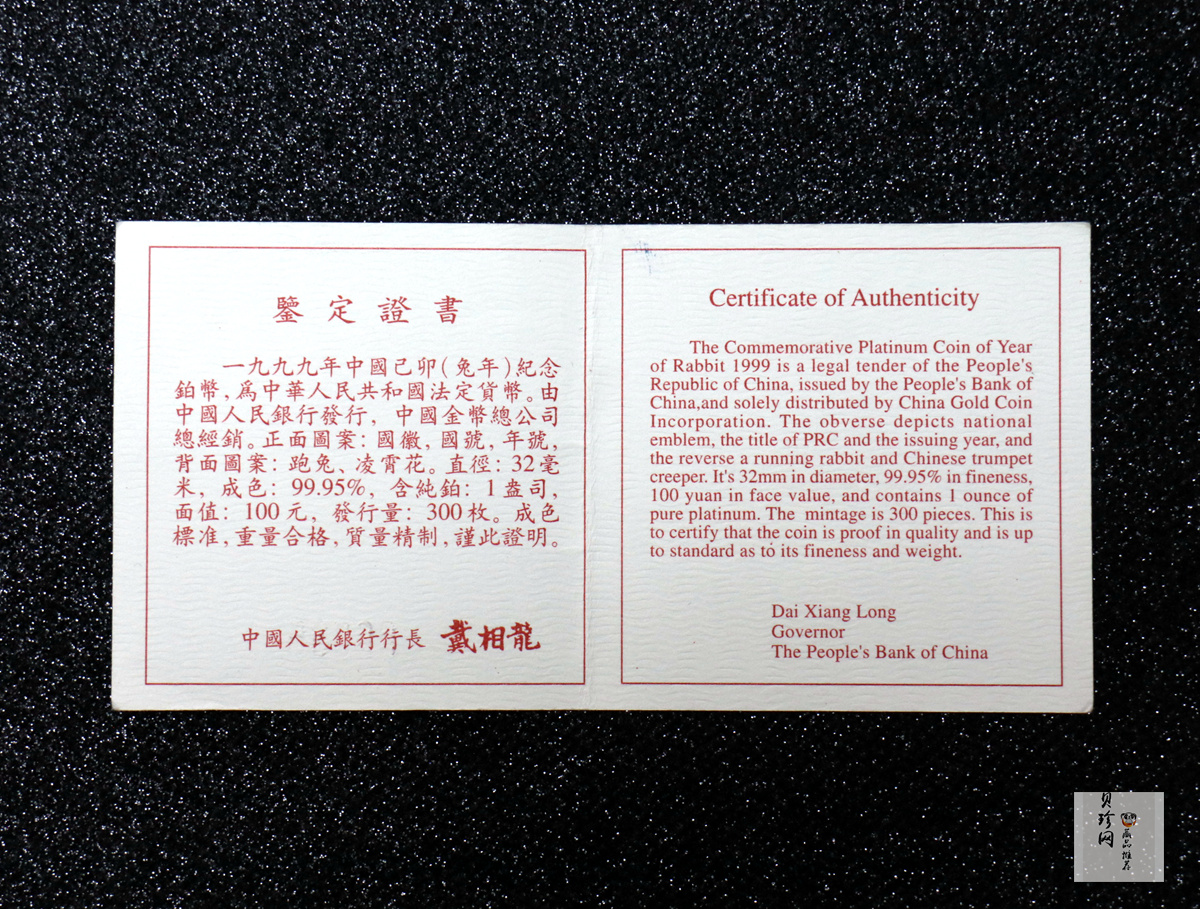 鑒定證書
一九九九年中國己卯(兔年)紀念
鉑幣,爲中華人民共和國法定貨幣。由
中國人民銀行發行,中國金幣總公司
總經銷。正面圖案:國徽,國號,年號,
背面圖案:跑兔、凌霄花。直徑:32毫
米,成色:99.95%,含純鉑:1盎司,
面值:100元,發行量:300枚。成色
標准,重量合格,質量精制,謹此證明。
中國人民銀行行長 戴相龍
Certificate of Authenticity
The Commemorative Platinum Coin of Year
of Rabbit 1999 is a legal tender of the People's
Republic of China, issued by the People's Bank of
China,and solely distributed by China Gold Coin
Incorporation. The obverse depicts national
emblem, the title of PRC and the issuing year, and
the reverse a running rabbit and Chinese trumpet
creeper. It's 32mm in diameter, 99.95% in fineness,
100 yuan in face value, and contains 1 ounce of
pure platinum. The mintage is 300 pieces. This is
to certify that the coin is proof in quality and is up
to standard as to its fineness and weight.
Dai Xiang Long
Governor
The People's Bank of China
贝珍网
藏品推荐